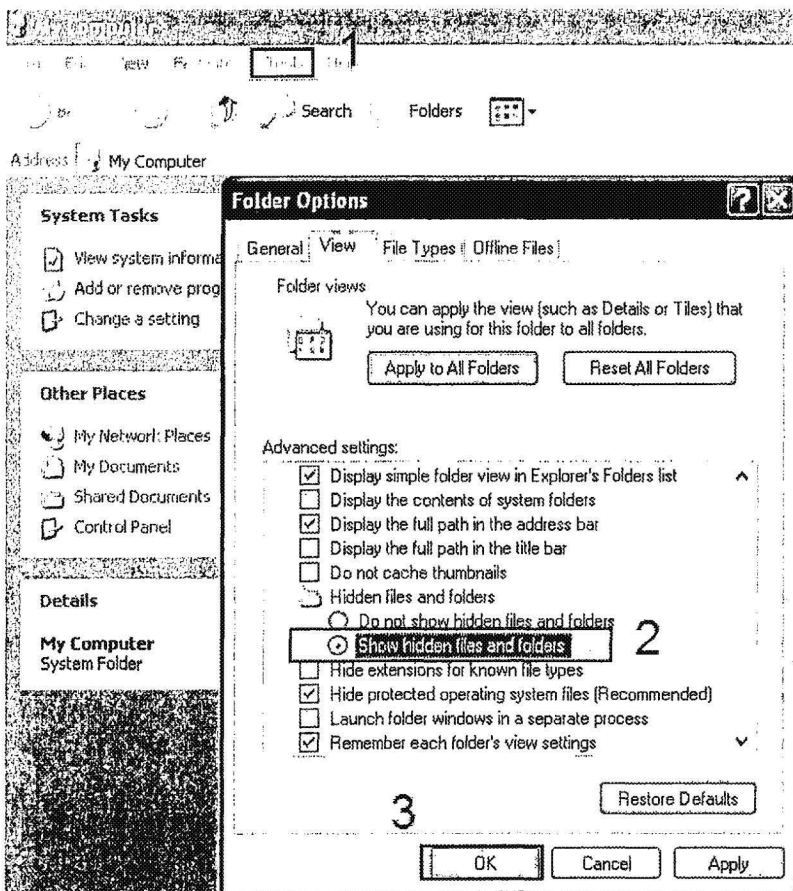 My Computer
1
Tools
Search Folders
Address My Computer
System Tasks
View system informa
Add or remove prog
Change a setting
Other Places
My Network Places
My Documents
Shared Documents
Control Panel
Details
My Computer
System Folder
Folder Options
General View File Types Offline Files
Folder views
You can apply the view (such as Details or Tiles) that
you are using for this folder to all folders.
Apply to All Folders Reset All Folders
Advanced settings:
Display simple folder view in Explorer's Folders list
Display the contents of system folders
Display the full path in the address bar
Display the full path in the title bar
Do not cache thumbnails
Hidden files and folders
Do not show hidden files and folders
Show hidden files and folders
2
Hide extensions for known file types
Hide protected operating system files (Recommended)
Launch folder windows in a separate process
Remember each folder's view settings
Restore Defaults
3
OK Cancel Apply